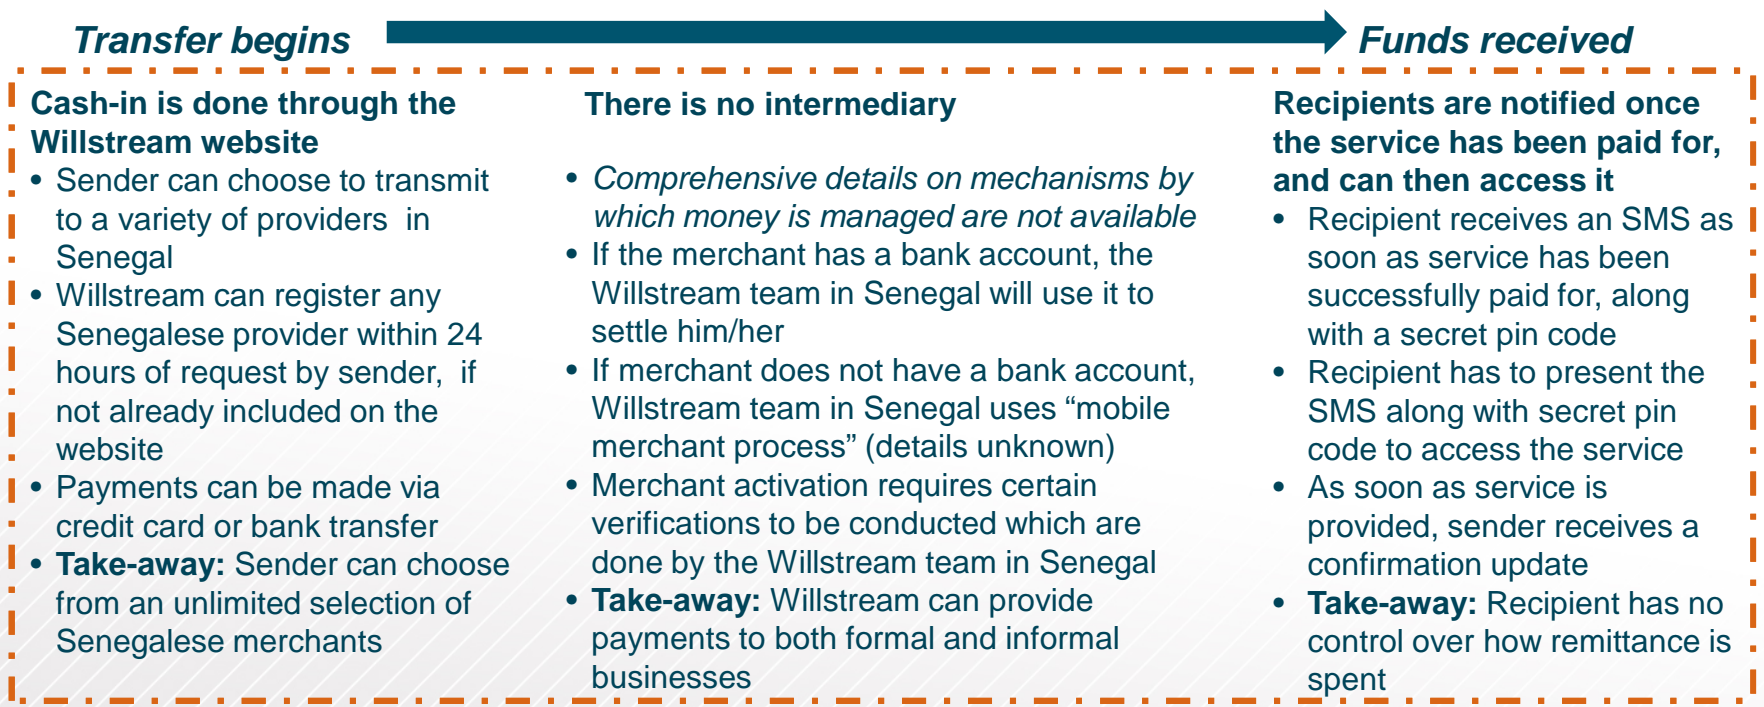 Transfer begins
Funds received
Cash-in is done through the
Willstream website
• Sender can choose to transmit
to a variety of providers in
Senegal
• Willstream can register any
Senegalese provider within 24
hours of request by sender, if
not already included on the
website
• Payments can be made via
credit card or bank transfer
• Take-away: Sender can choose
from an unlimited selection of
Senegalese merchants
There is no intermediary
• Comprehensive details on mechanisms by
which money is managed are not available
• If the merchant has a bank account, the
Willstream team in Senegal will use it to
settle him/her
• If merchant does not have a bank account,
Willstream team in Senegal uses “mobile
merchant process” (details unknown)
• Merchant activation requires certain
verifications to be conducted which are
done by the Willstream team in Senegal
• Take-away: Willstream can provide
payments to both formal and informal
businesses
Recipients are notified once
the service has been paid for,
and can then access it
• Recipient receives an SMS as
soon as service has been
successfully paid for, along
with a secret pin code
• Recipient has to present the
SMS along with secret pin
code to access the service
• As soon as service is
provided, sender receives a
confirmation update
• Take-away: Recipient has no
control over how remittance is
spent